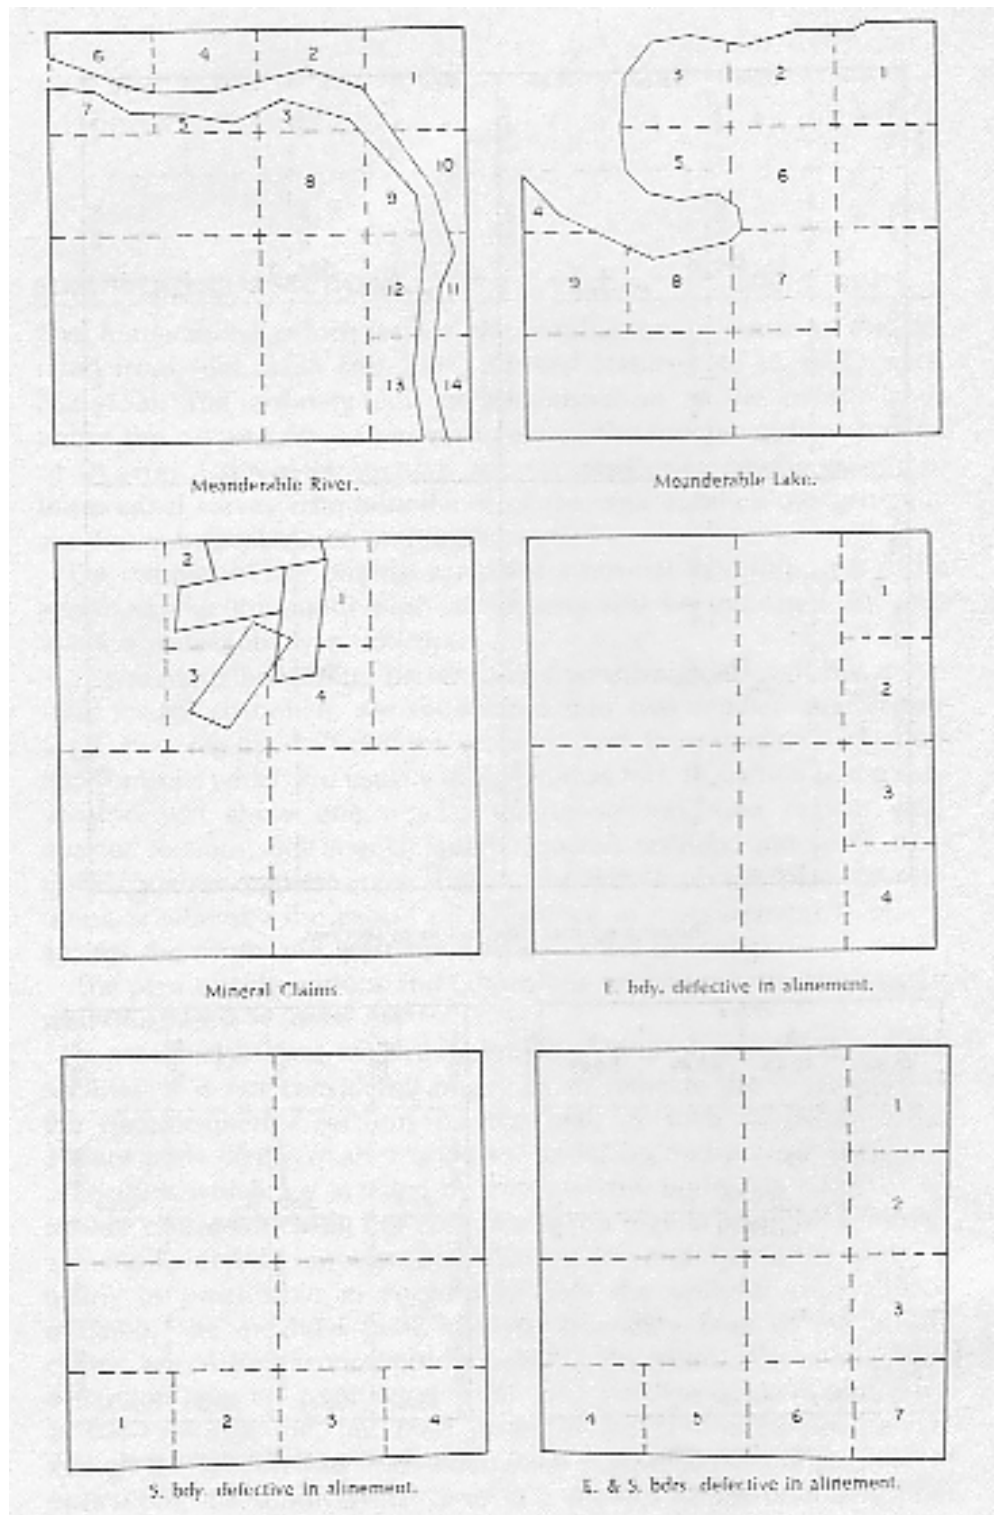 6 4 2 1
7 5 3
8 9 10
12 11
13 14
Meanderable River.
3 2 1
5 6
4
9 8 7
Meanderable Lake.
2 1
3 4
Mineral Claims.
1
2
3
4
E. bdy. defective in alinement.
1 2 3 4
S. bdy. defective in alinement.
1
2
3
4 5 6 7
E. & S. bdrs. defective in alinement.